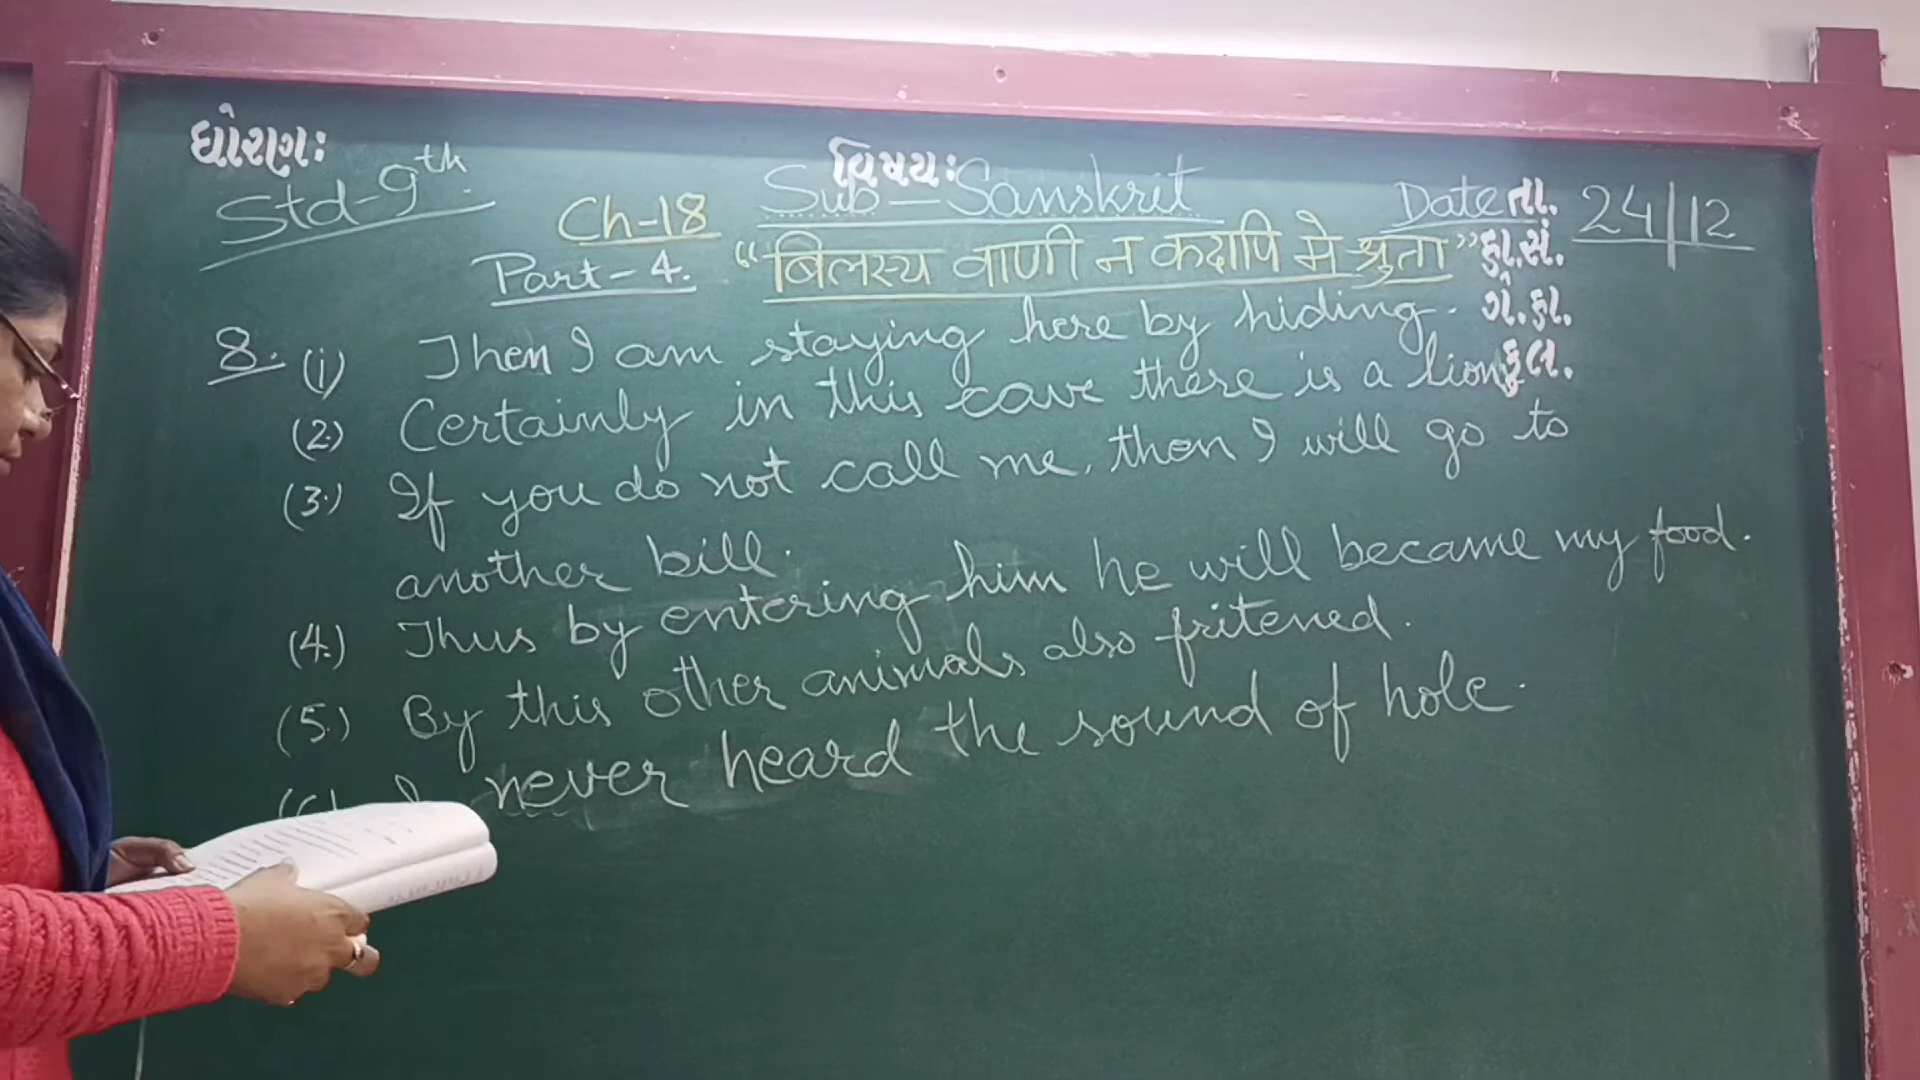 ધોરણ: વિષય:
Std-9th. Sub-Sanskrit Date તા. 24/12
Ch-18
Part-4. "बिलस्य वाणी न कदापि मे श्रुता" ક્રા.સં.
ગે.હા.
કુલ.
8. (i) Then I am staying here by hiding.
(2.) Certainly in this cave there is a lion
(3.) If you do not call me, then I will go to
another bill.
(4.) Thus by entering him he will became my food.
(5.) By this other animals also fritened.
never heard the sound of hole.